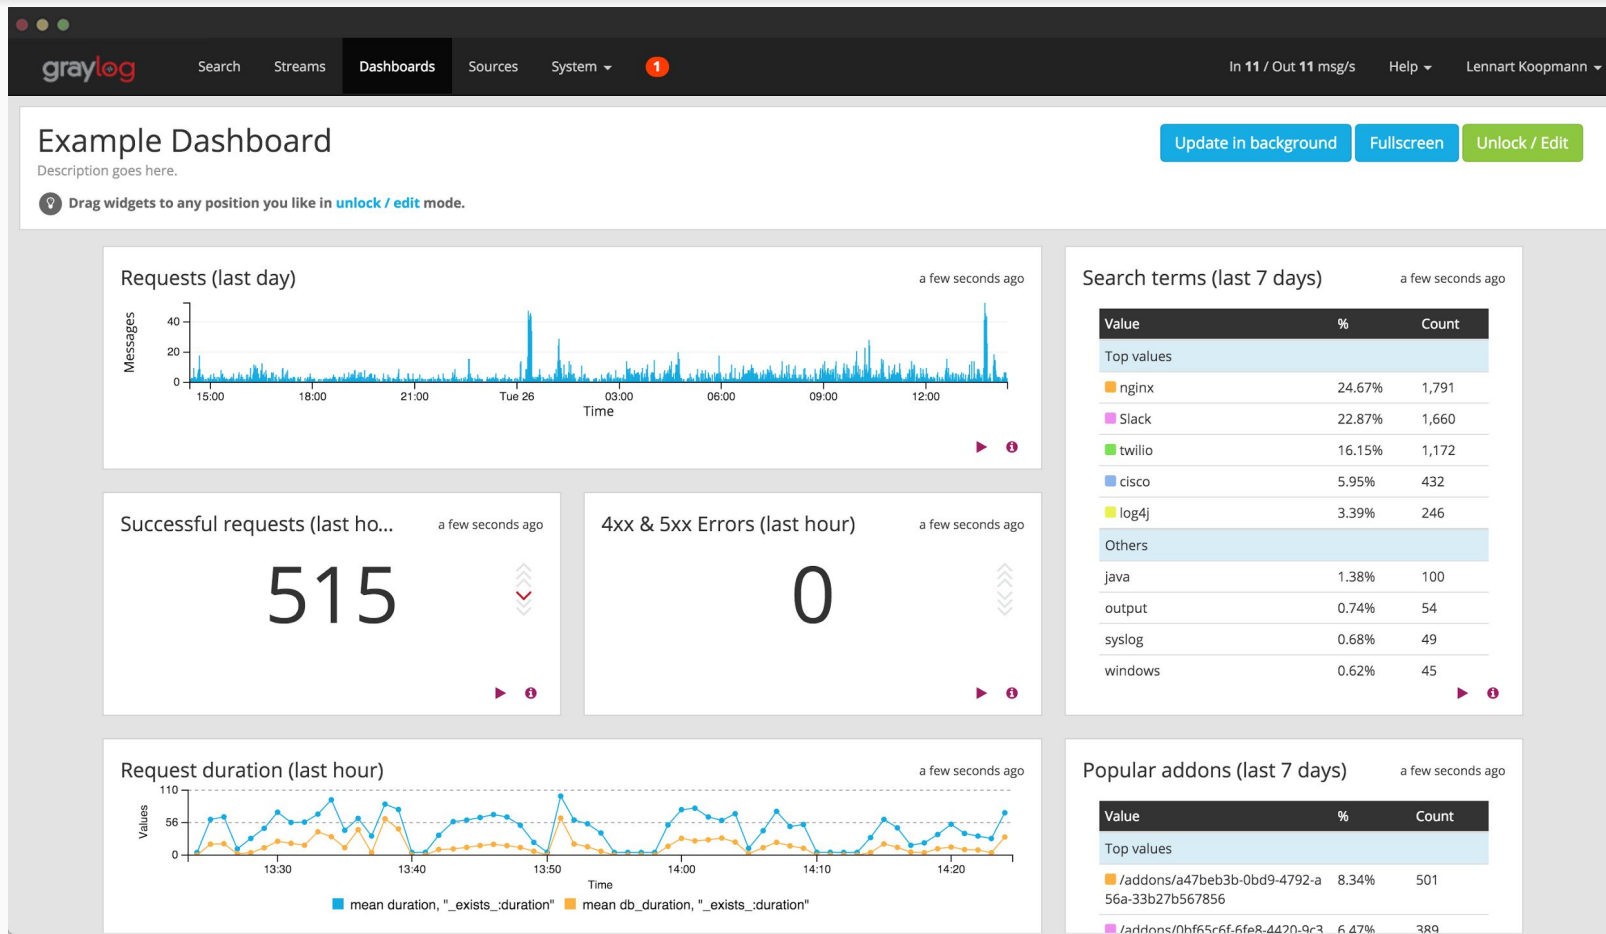 graylog Search Streams Dashboards Sources System 1 In 11 / Out 11 msg/s Help Lennart Koopmann
Example Dashboard
Update in background Fullscreen Unlock / Edit
Description goes here.
Drag widgets to any position you like in unlock / edit mode.
Requests (last day) a few seconds ago
Messages
40
20
0
15:00 18:00 21:00 Tue 26 03:00 06:00 09:00 12:00
Time
Search terms (last 7 days) a few seconds ago
Value % Count
Top values
nginx 24.67% 1,791
Slack 22.87% 1,660
twilio 16.15% 1,172
cisco 5.95% 432
log4j 3.39% 246
Others
java 1.38% 100
output 0.74% 54
syslog 0.68% 49
windows 0.62% 45
Successful requests (last ho... a few seconds ago
515
4xx & 5xx Errors (last hour) a few seconds ago
0
Request duration (last hour) a few seconds ago
Values
110
56
0
13:30 13:40 13:50 14:00 14:10 14:20
Time
mean duration, "_exists_:duration" mean db_duration, "_exists_:duration"
Popular addons (last 7 days) a few seconds ago
Value % Count
Top values
/addons/a47beb3b-0bd9-4792-a 8.34% 501
56a-33b27b567856
/addons/0bf65c6f-6fe8-4420-9c3 6.47% 389